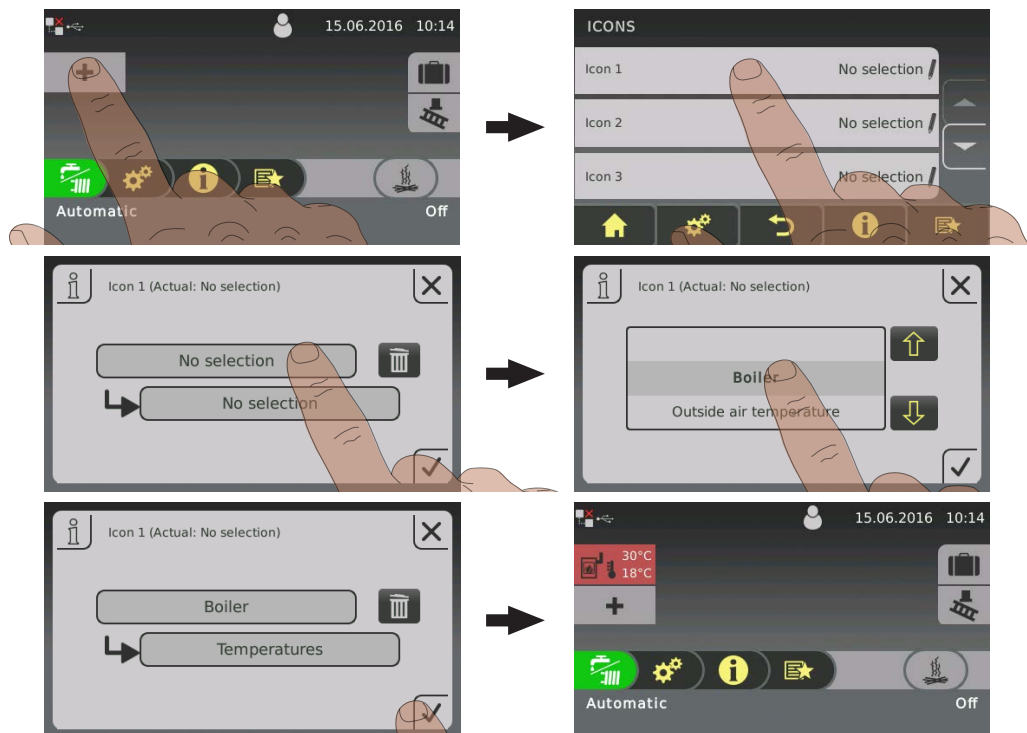 15.06.2016 10:14
Automatic Off
ICONS
Icon 1 No selection
Icon 2 No selection
Icon 3 No selection
Icon 1 (Actual: No selection)
No selection
No selection
Icon 1 (Actual: No selection)
Boiler
Outside air temperature
Icon 1 (Actual: No selection)
Boiler
Temperatures
15.06.2016 10:14
30°C
18°C
Automatic Off